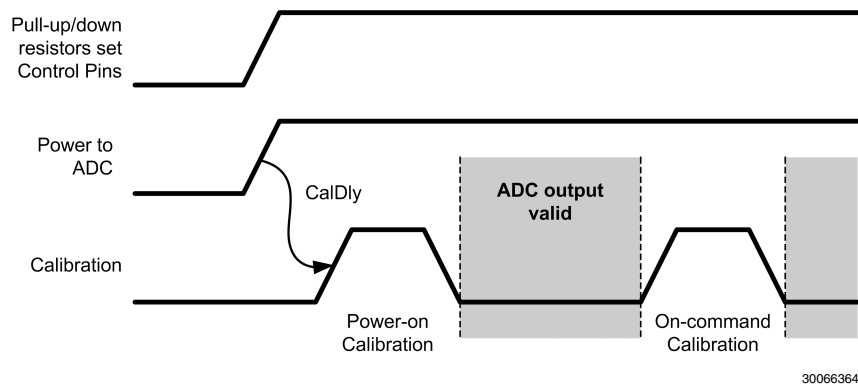 Pull-up/down
resistors set
Control Pins
Power to
ADC
CalDly
ADC output
valid
Calibration
Power-on
Calibration
On-command
Calibration
30066364